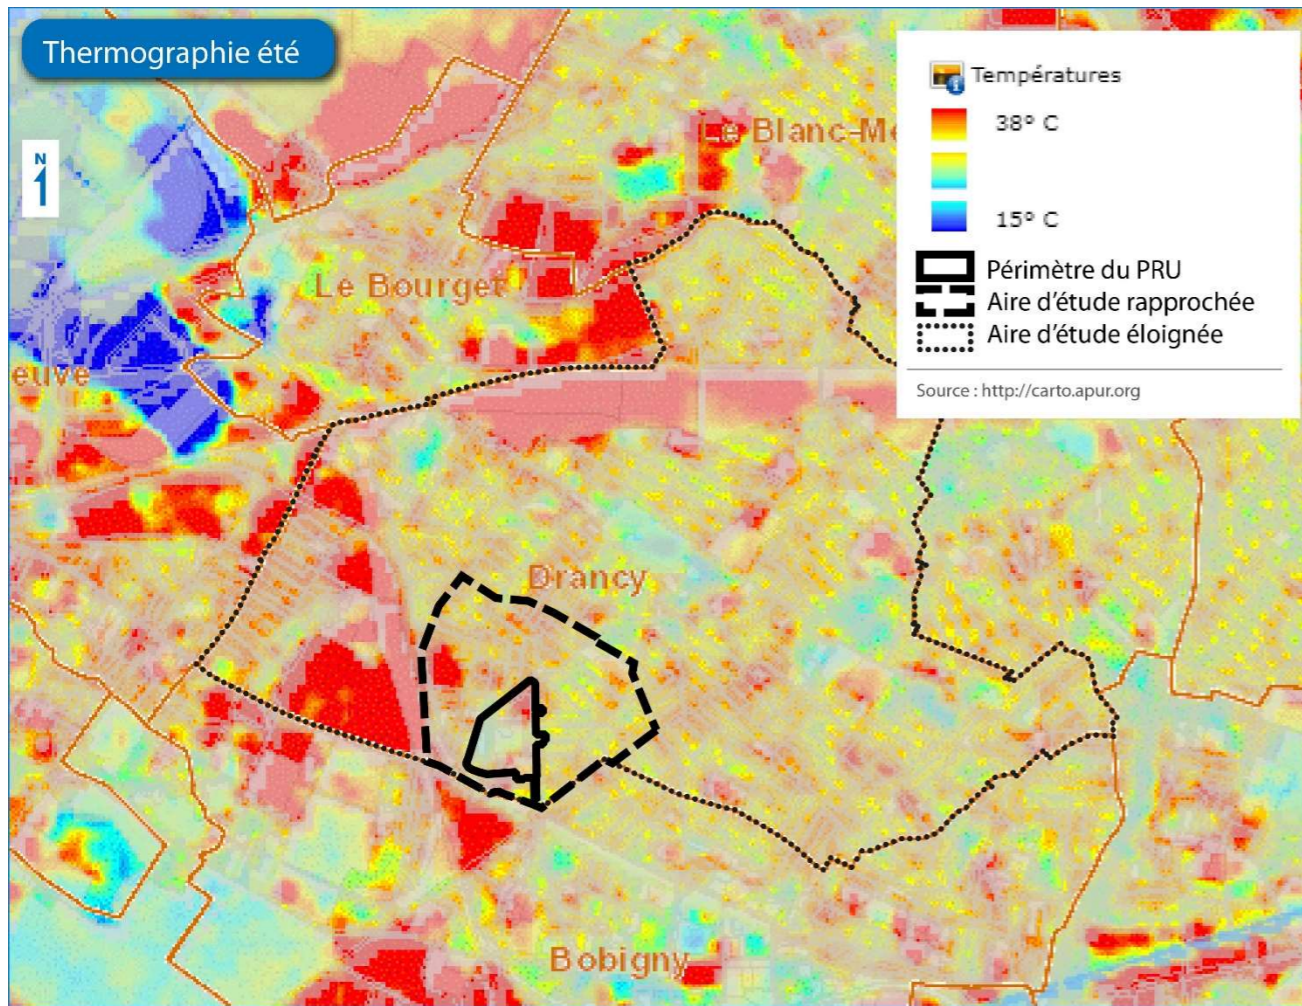 Thermographie été
N
Températures
38° C
15° C
Périmètre du PRU
Aire d'étude rapprochée
Aire d'étude éloignée
Source : http://carto.apur.org
Le Blanc-Me
Le Bourget
euve
Drancy
Bobigny